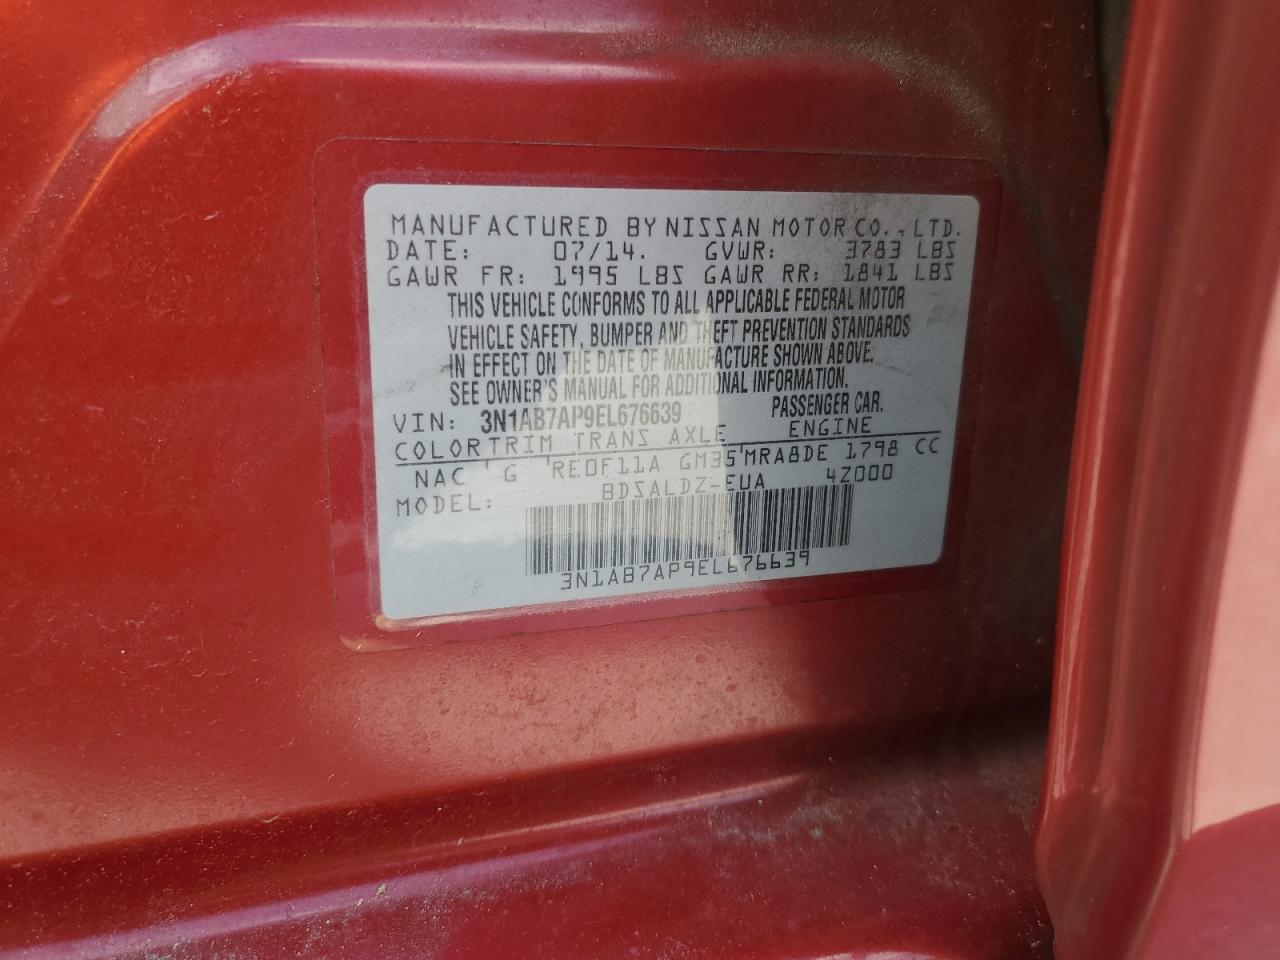 MANUFACTURED BY NISSAN MOTOR CO., LTD.
DATE: 07/14. GVWR: 3783 LBS
GAWR FR: 1995 LBS GAWR RR: 1841 LBS
THIS VEHICLE CONFORMS TO ALL APPLICABLE FEDERAL MOTOR
VEHICLE SAFETY, BUMPER AND THEFT PREVENTION STANDARDS
IN EFFECT ON THE DATE OF MANUFACTURE SHOWN ABOVE.
SEE OWNER'S MANUAL FOR ADDITIONAL INFORMATION.
VIN: 3N1AB7AP9EL676639 PASSENGER CAR.
COLOR TRIM TRANS AXLE ENGINE
NAC 'G 'RE0F11A GM35'MRA8DE 1798 CC
MODEL: BDSALDZ-EUA 4Z000
3N1AB7AP9EL676639